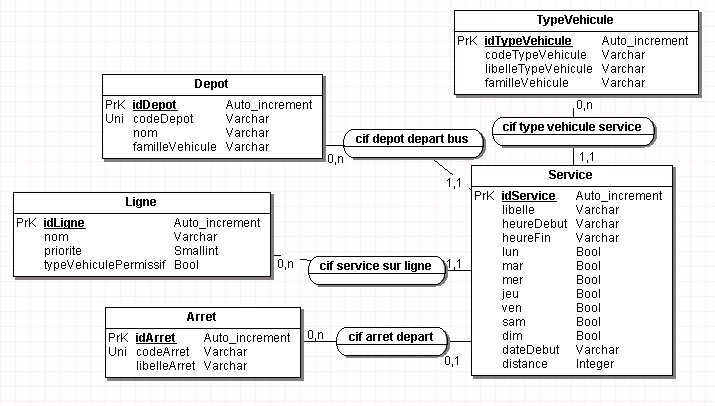 TypeVehicule
PrK idTypeVehicule Auto_increment
codeTypeVehicule Varchar
libelleTypeVehicule Varchar
familleVehicule Varchar
0,n
cif type vehicule service
1,1
Depot
PrK idDepot Auto_increment
Uni codeDepot Varchar
nom Varchar
familleVehicule Varchar
0,n
cif depot depart bus
1,1
Service
PrK idService Auto_increment
libelle Varchar
heureDebut Varchar
heureFin Varchar
lun Bool
mar Bool
mer Bool
jeu Bool
ven Bool
sam Bool
dim Bool
dateDebut Varchar
distance Integer
Ligne
PrK idLigne Auto_increment
nom Varchar
priorite Smallint
typeVehiculePermissif Bool
0,n
cif service sur ligne
1,1
Arret
PrK idArret Auto_increment
Uni codeArret Varchar
libelleArret Varchar
0,n
cif arret depart
0,1